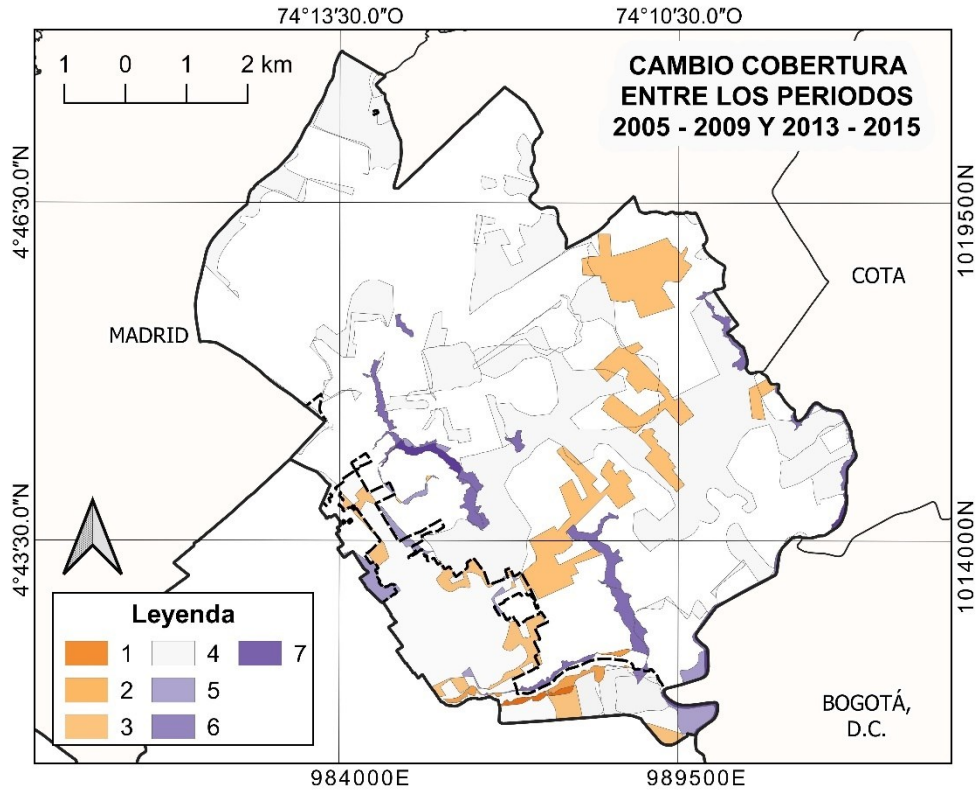 74°13′30.0″O 74°10′30.0″O
1 0 1 2 km
CAMBIO COBERTURA
ENTRE LOS PERIODOS
2005 - 2009 Y 2013 - 2015
4°46′30.0″N
1019500N
COTA
MADRID
4°43′30.0″N
1014000N
Leyenda
1 4 7
2 5
3 6
BOGOTÁ,
D.C.
984000E 989500E